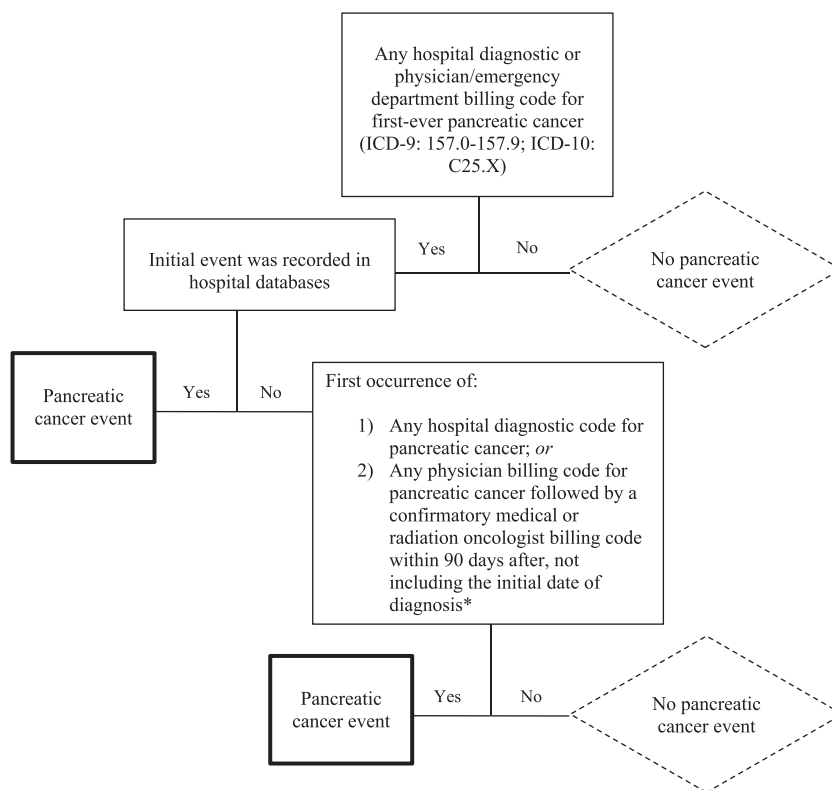 Any hospital diagnostic or
physician/emergency
department billing code for
first-ever pancreatic cancer
(ICD-9: 157.0-157.9; ICD-10:
C25.X)
Yes
No
Initial event was recorded in
hospital databases
No pancreatic
cancer event
Pancreatic
cancer event
Yes
No
First occurrence of:
1) Any hospital diagnostic code for
pancreatic cancer; or
2) Any physician billing code for
pancreatic cancer followed by a
confirmatory medical or
radiation oncologist billing code
within 90 days after, not
including the initial date of
diagnosis*
Pancreatic
cancer event
Yes
No
No pancreatic
cancer event